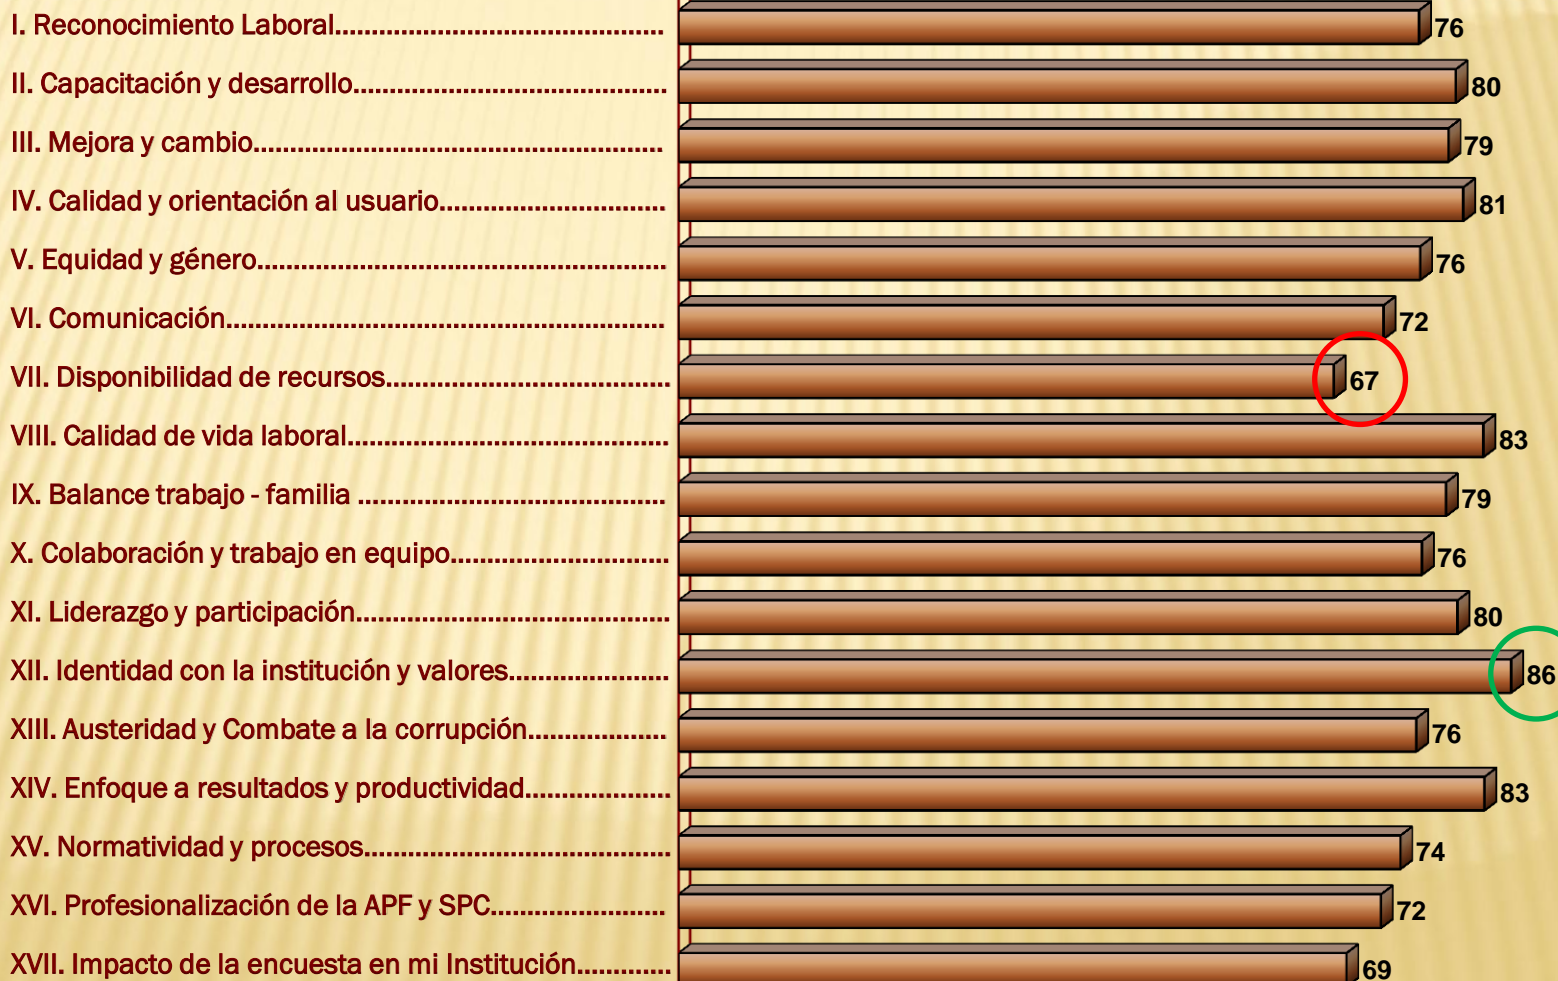 I. Reconocimiento Laboral............................................ 76
II. Capacitación y desarrollo.......................................... 80
III. Mejora y cambio....................................................... 79
IV. Calidad y orientación al usuario.............................. 81
V. Equidad y género....................................................... 76
VI. Comunicación........................................................... 72
VII. Disponibilidad de recursos...................................... 67
VIII. Calidad de vida laboral........................................... 83
IX. Balance trabajo - familia ......................................... 79
X. Colaboración y trabajo en equipo............................. 76
XI. Liderazgo y participación.......................................... 80
XII. Identidad con la institución y valores..................... 86
XIII. Austeridad y Combate a la corrupción................... 76
XIV. Enfoque a resultados y productividad.................... 83
XV. Normatividad y procesos......................................... 74
XVI. Profesionalización de la APF y SPC........................ 72
XVII. Impacto de la encuesta en mi Institución............. 69